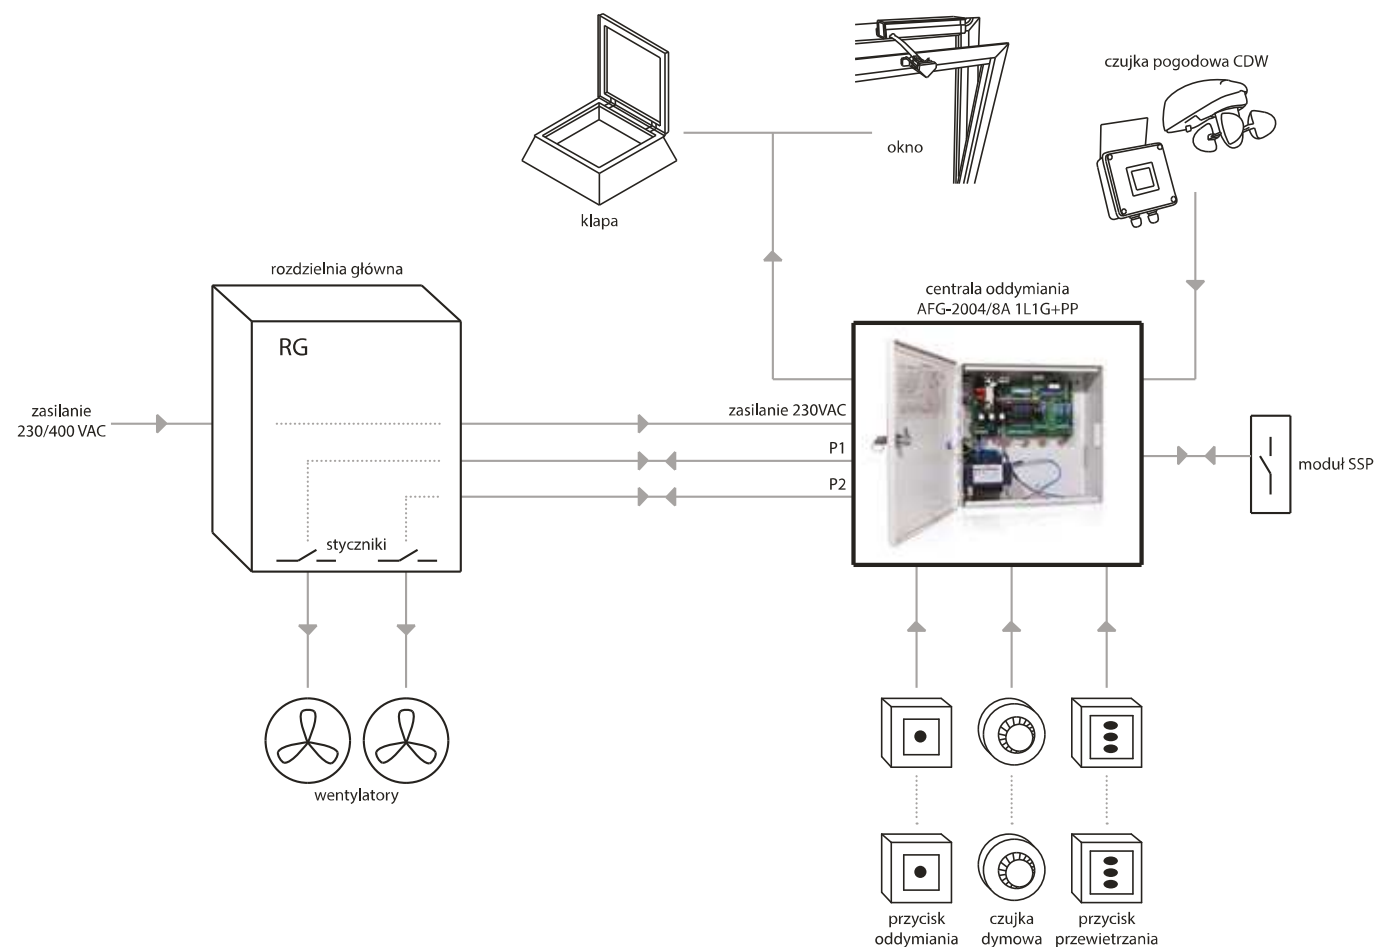 czujka pogodowa CDW
okno
klapa
rozdzielnia główna
centrala oddymiania
AFG-2004/8A 1L1G+PP
RG
zasilanie
230/400 VAC
zasilanie 230VAC
P1
P2
moduł SSP
styczniki
wentylatory
przycisk
oddymiania
czujka
dymowa
przycisk
przewietrzania